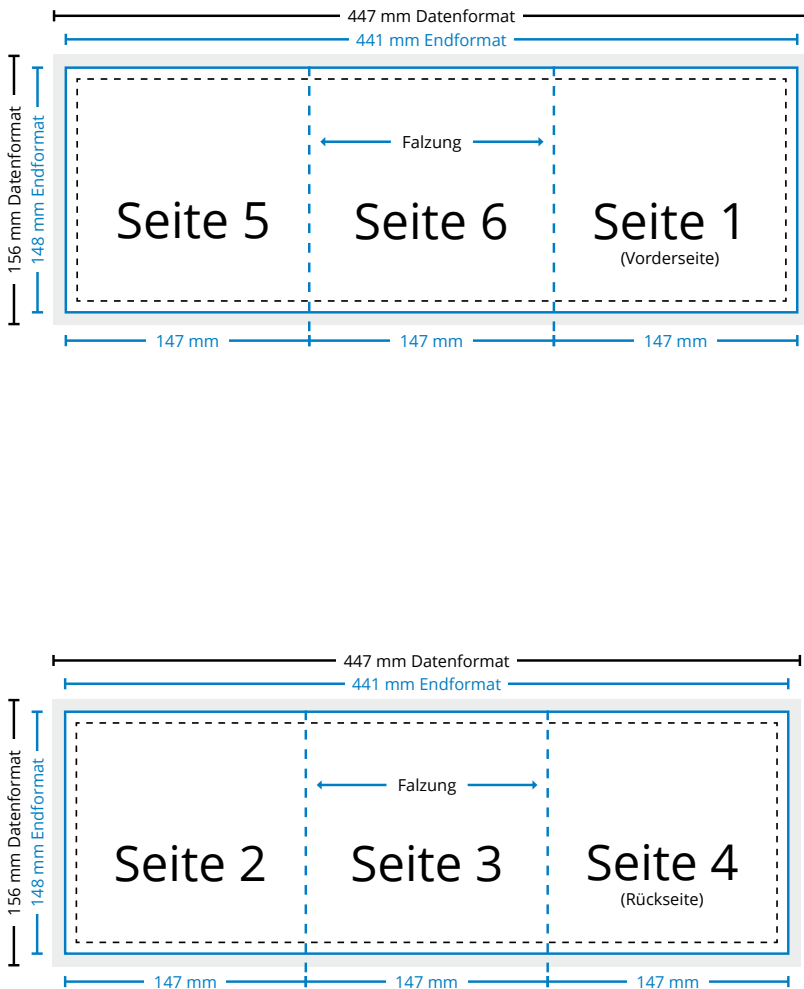 447 mm Datenformat
441 mm Endformat
156 mm Datenformat
148 mm Endformat
Falzung
Seite 5
Seite 6
Seite 1
(Vorderseite)
147 mm
147 mm
147 mm
447 mm Datenformat
441 mm Endformat
156 mm Datenformat
148 mm Endformat
Falzung
Seite 2
Seite 3
Seite 4
(Rückseite)
147 mm
147 mm
147 mm